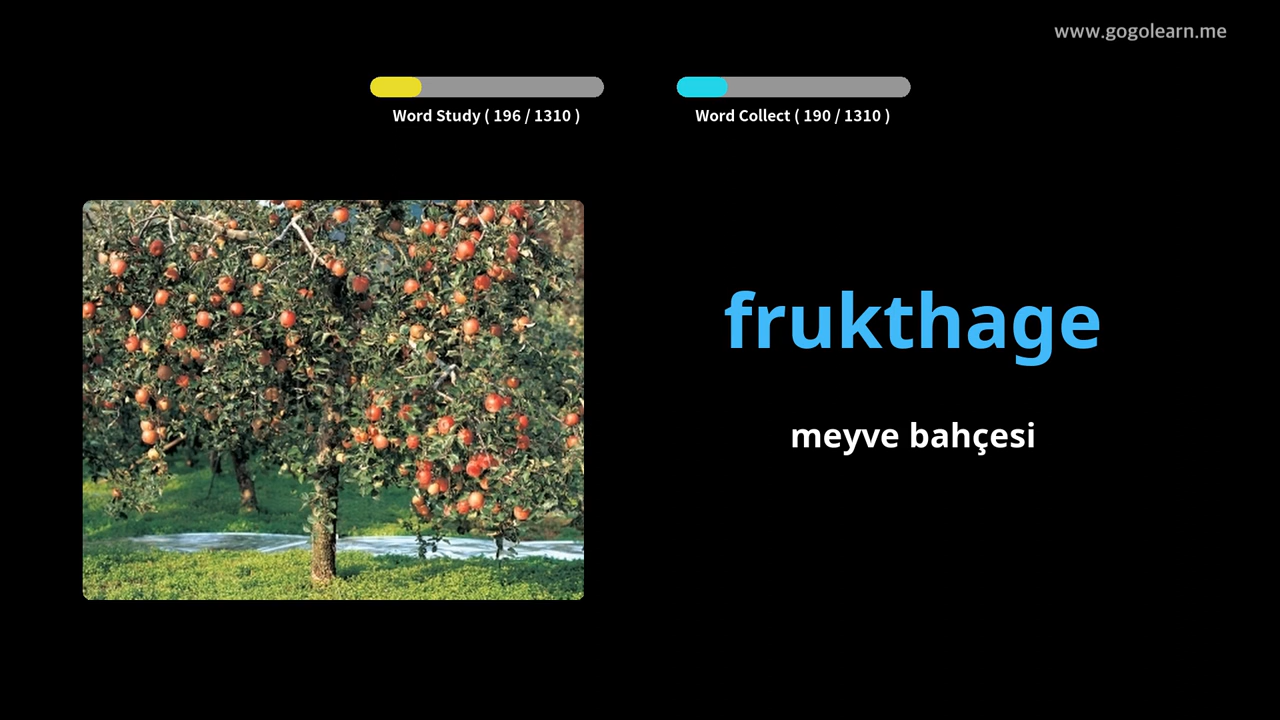 www.gogolearn.me
Word Study ( 196 / 1310 )
Word Collect ( 190 / 1310 )
frukthage
meyve bahçesi